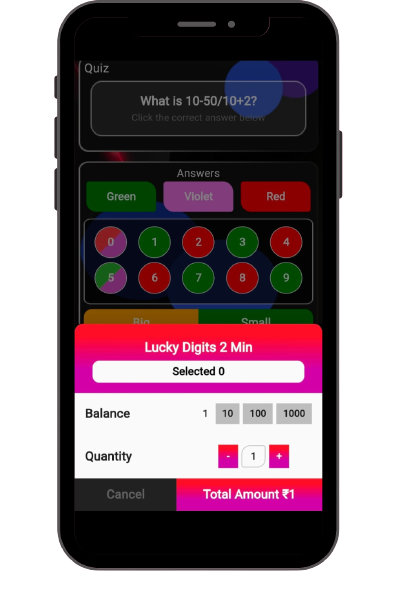 Quiz
What is 10-50/10+2?
Click the correct answer below
Answers
Green Violet Red
0 1 2 3 4
5 6 7 8 9
Big Small
Lucky Digits 2 Min
Selected 0
Balance 1 10 100 1000
Quantity - 1 +
Cancel Total Amount ₹1